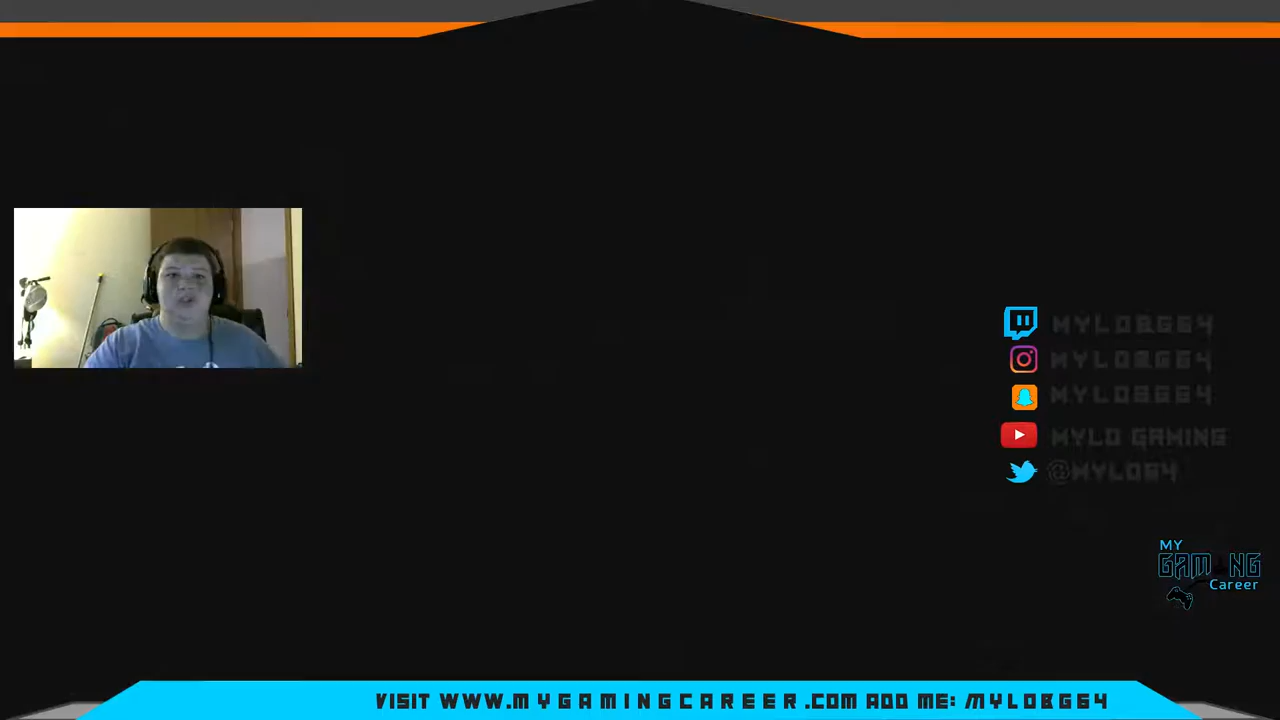 MYLOBG64
MYLOBG64
MYLOBG64
MYLO GAMING
@MYLO64
MY
GAMING
Career
VISIT WWW.MYGAMINGCAREER.COM ADD ME: /MYLOBG64